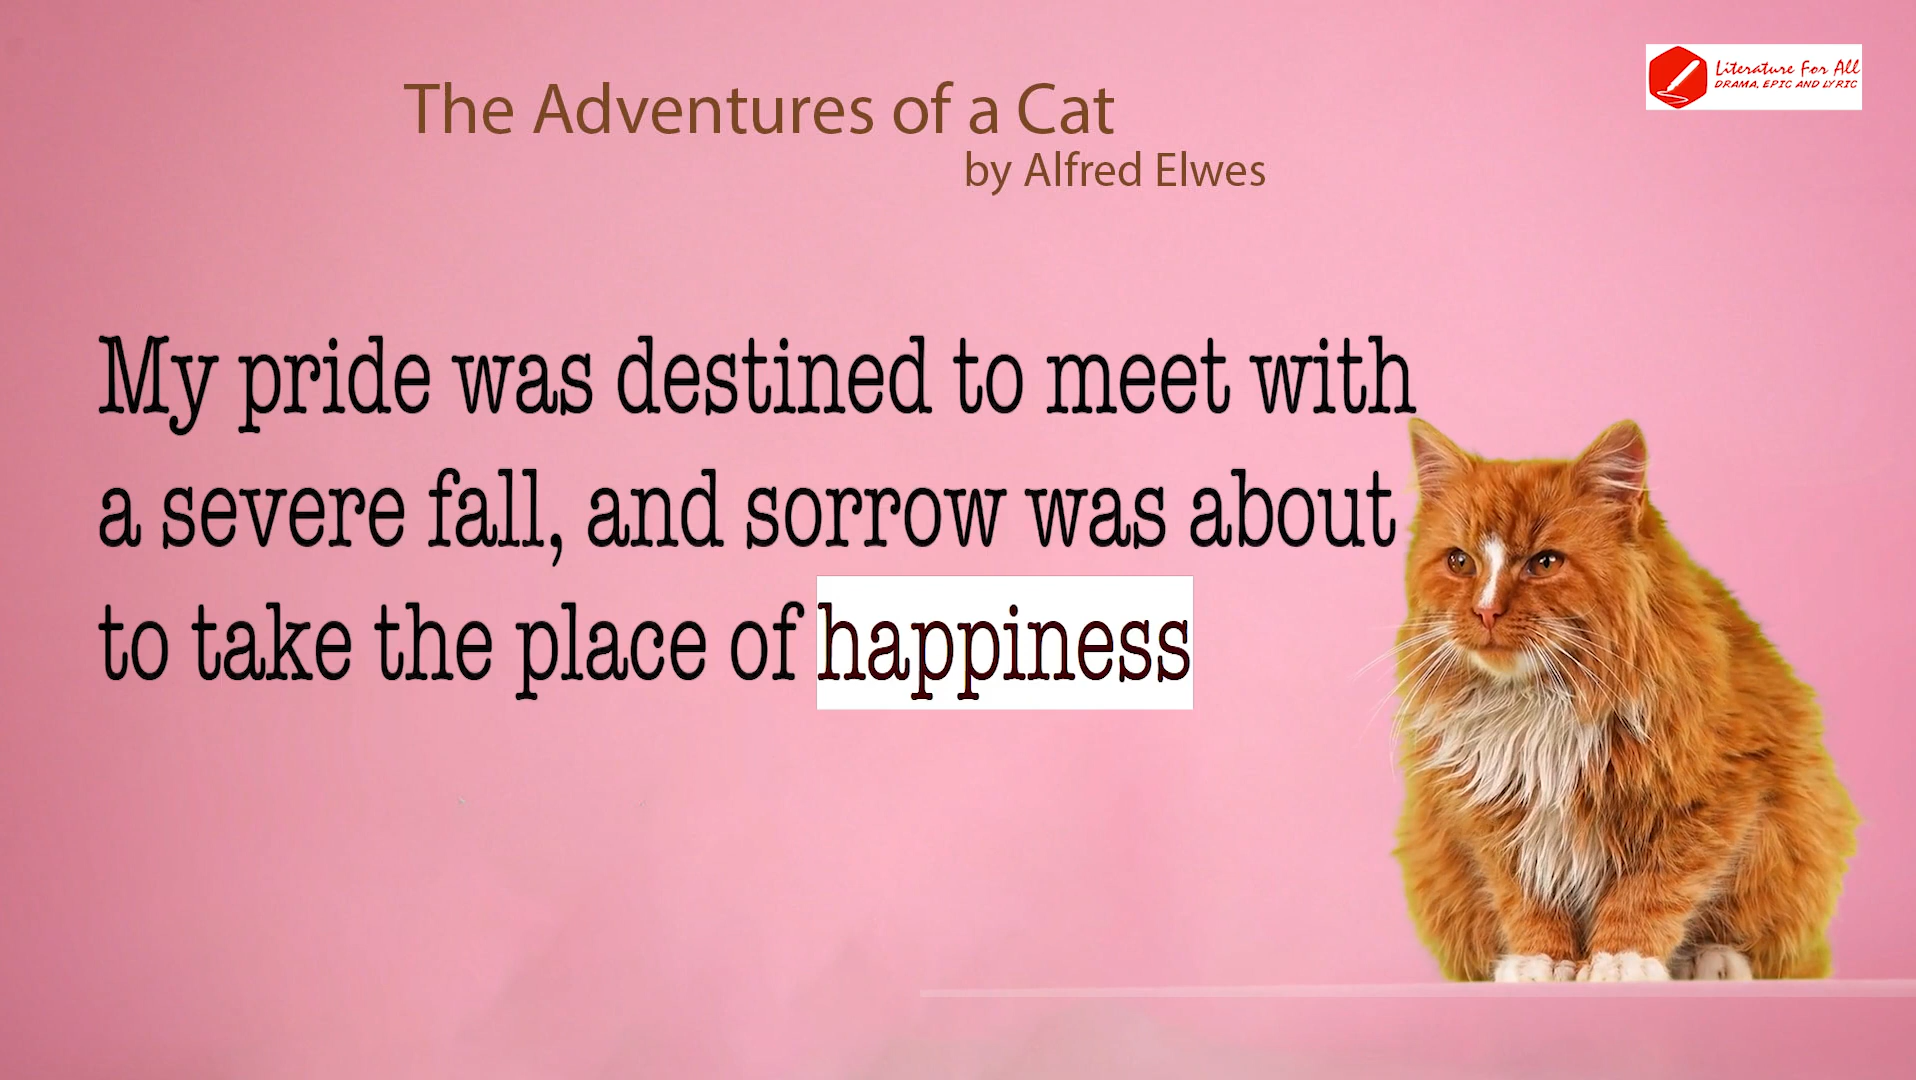 The Adventures of a Cat
by Alfred Elwes
Literature For All
DRAMA, EPIC AND LYRIC
My pride was destined to meet with
a severe fall, and sorrow was about
to take the place of happiness